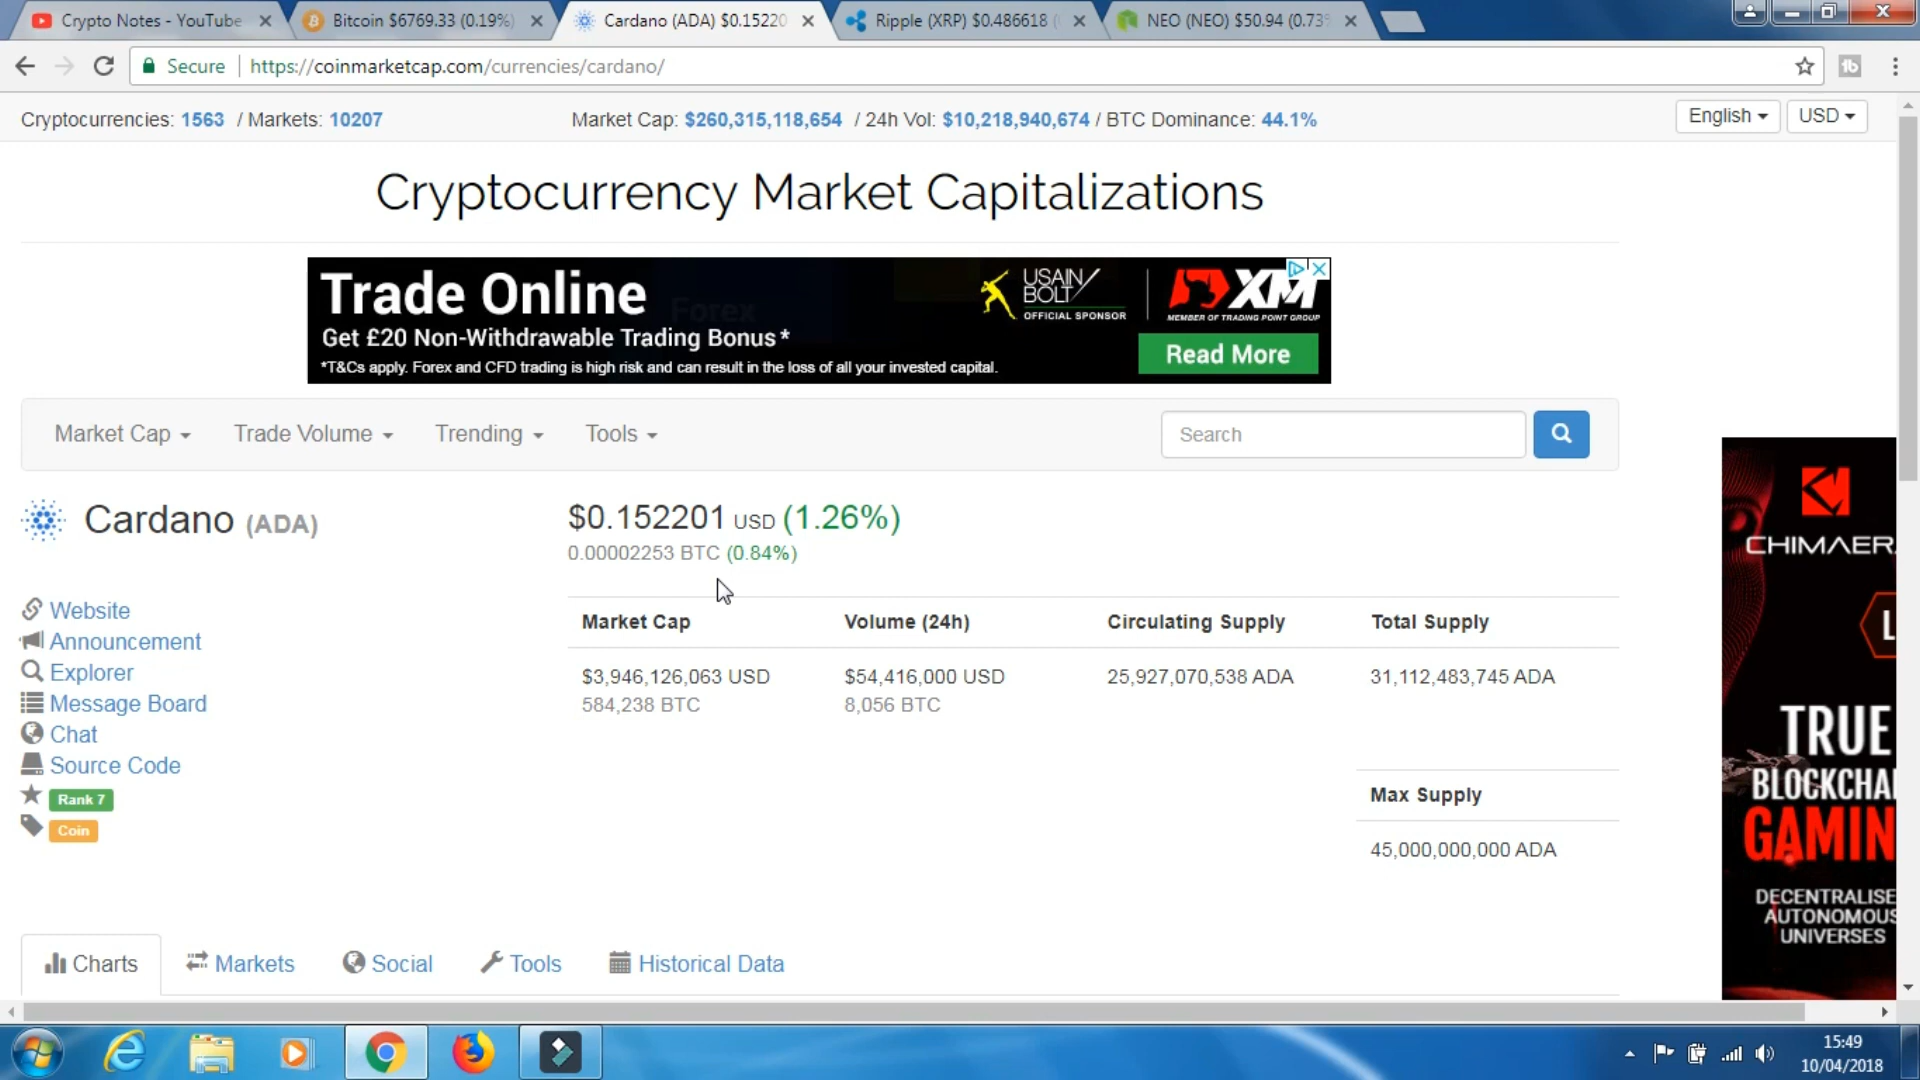 Crypto Notes - YouTube
Bitcoin $6769.33 (0.19%)
Cardano (ADA) $0.15220
Ripple (XRP) $0.486618 (
NEO (NEO) $50.94 (0.73%
Secure
https://coinmarketcap.com/currencies/cardano/
Cryptocurrencies: 1563 / Markets: 10207
Market Cap: $260,315,118,654 / 24h Vol: $10,218,940,674 / BTC Dominance: 44.1%
English
USD
Cryptocurrency Market Capitalizations
Trade Online
Forex
Get £20 Non-Withdrawable Trading Bonus*
*T&Cs apply. Forex and CFD trading is high risk and can result in the loss of all your invested capital.
USAIN
BOLT
OFFICIAL SPONSOR
XM
MEMBER OF TRADING POINT GROUP
Read More
Market Cap
Trade Volume
Trending
Tools
Search
Cardano (ADA)
$0.152201 USD (1.26%)
0.00002253 BTC (0.84%)
Website
Announcement
Explorer
Message Board
Chat
Source Code
Rank 7
Coin
Market Cap
Volume (24h)
Circulating Supply
Total Supply
$3,946,126,063 USD
584,238 BTC
$54,416,000 USD
8,056 BTC
25,927,070,538 ADA
31,112,483,745 ADA
Max Supply
45,000,000,000 ADA
CHIMAER
L
TRUE
BLOCKCHAI
GAMIN
DECENTRALISE
AUTONOMOUS
UNIVERSES
Charts
Markets
Social
Tools
Historical Data
15:49
10/04/2018